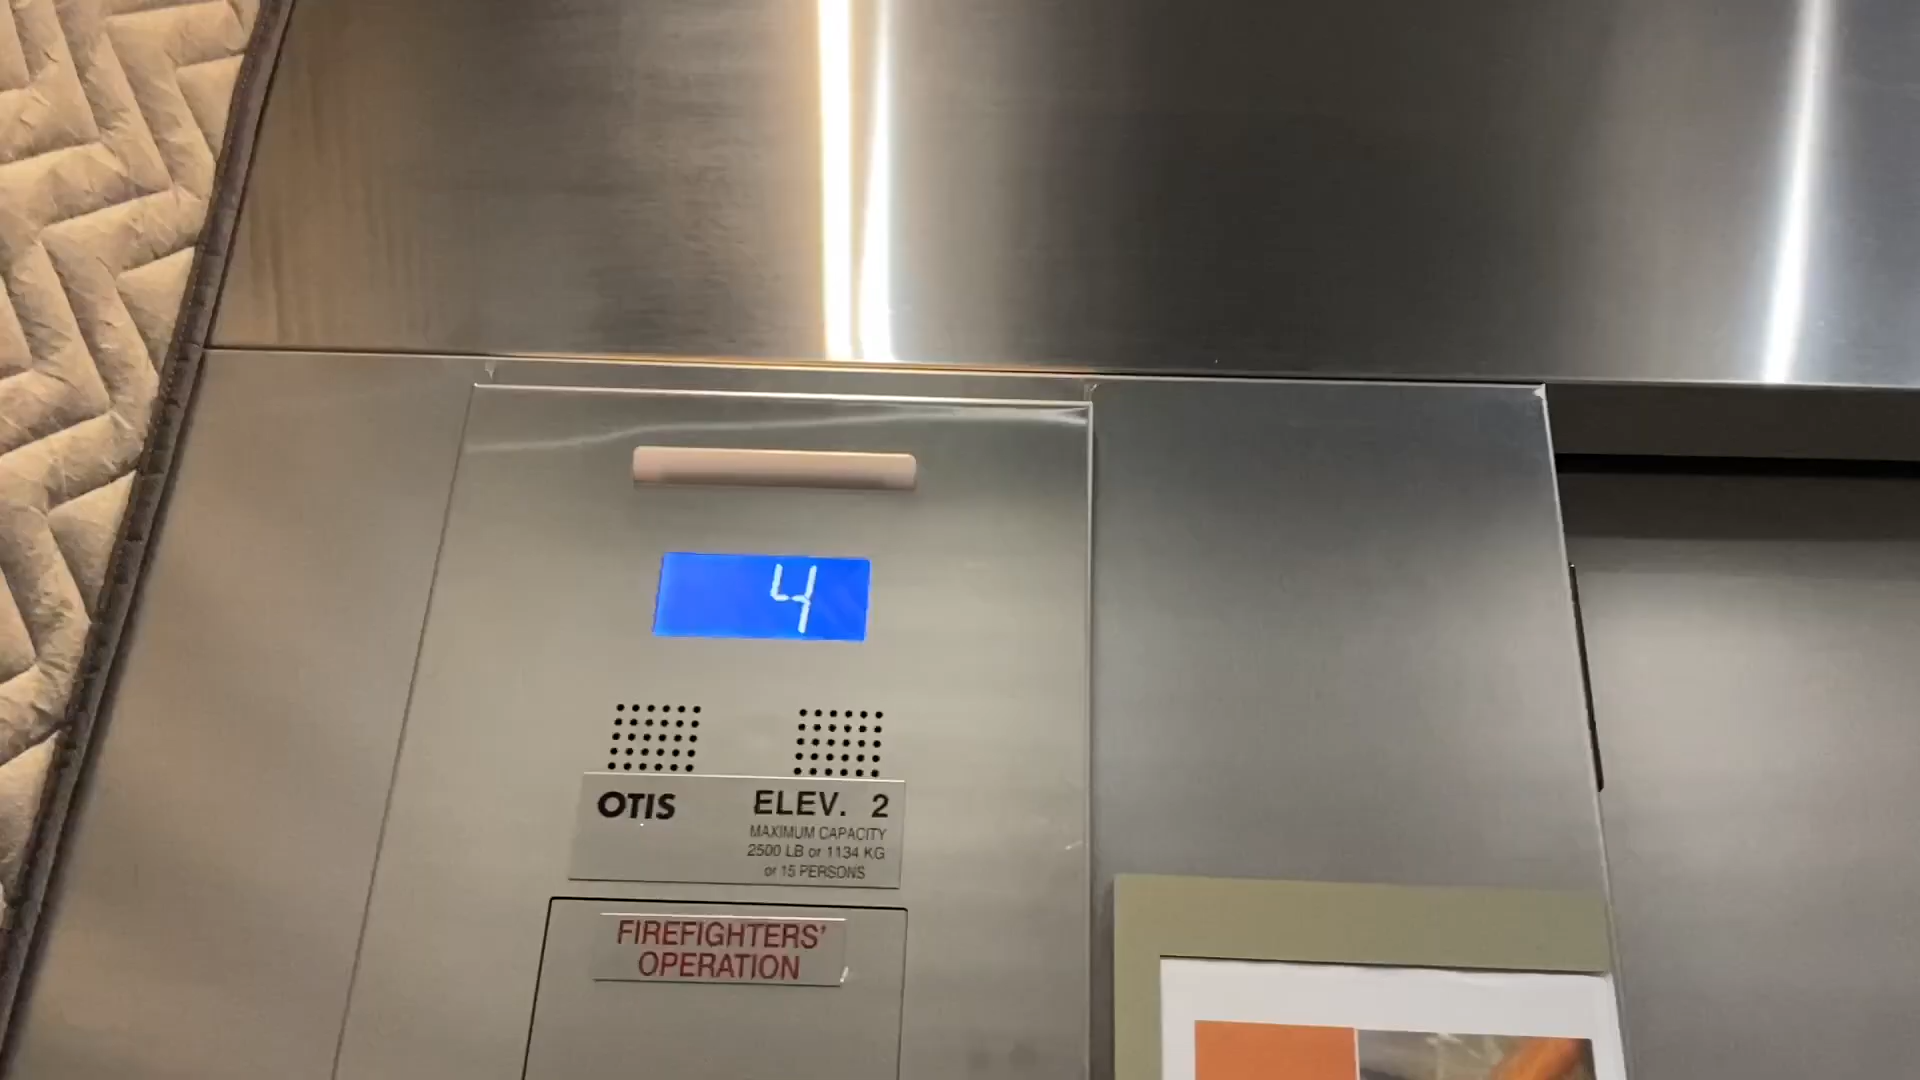 4
OTIS
ELEV. 2
MAXIMUM CAPACITY
2500 LB or 1134 KG
or 15 PERSONS
FIREFIGHTERS'
OPERATION